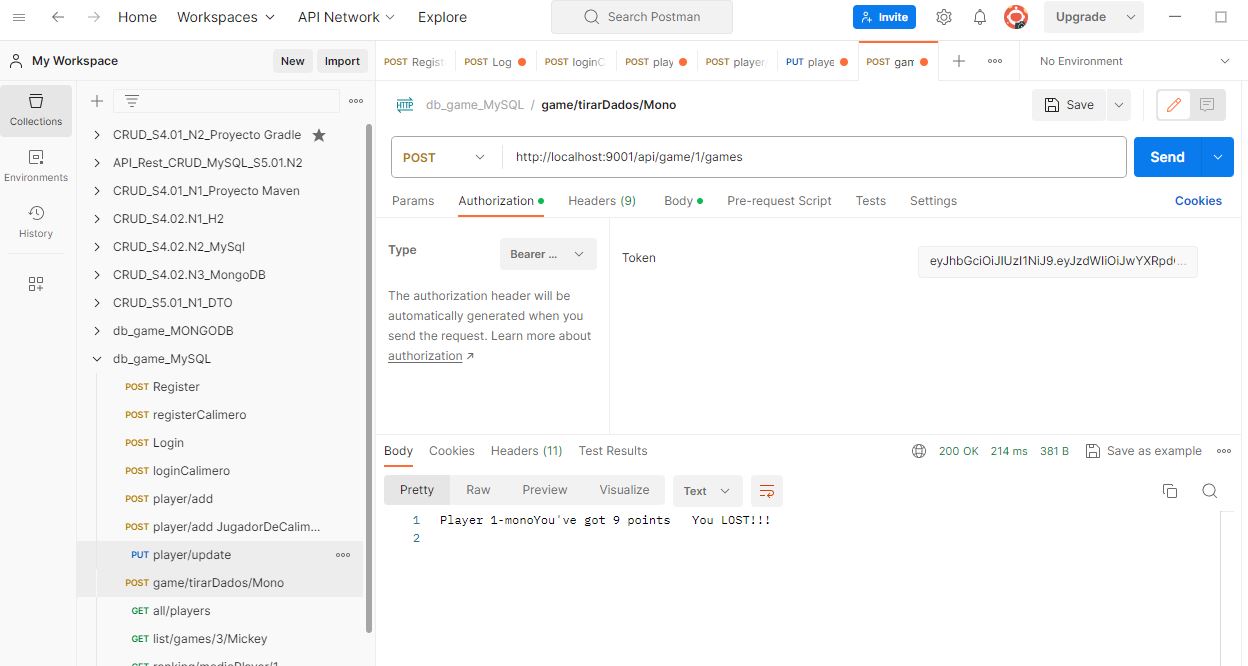 Home Workspaces API Network Explore Search Postman Invite Upgrade
My Workspace New Import
POST Regist POST Log POST loginC POST play POST player PUT playe POST gam No Environment
Collections
Environments
History
CRUD_S4.01_N2_Proyecto Gradle
API_Rest_CRUD_MySQL_S5.01.N2
CRUD_S4.01_N1_Proyecto Maven
CRUD_S4.02.N1_H2
CRUD_S4.02.N2_MySql
CRUD_S4.02.N3_MongoDB
CRUD_S5.01_N1_DTO
db_game_MONGODB
db_game_MySQL
POST Register
POST registerCalimero
POST Login
POST loginCalimero
POST player/add
POST player/add JugadorDeCalim...
PUT player/update
POST game/tirarDados/Mono
GET all/players
GET list/games/3/Mickey
GET ranking/mediaPlayer/1
HTTP db_game_MySQL / game/tirarDados/Mono Save
POST http://localhost:9001/api/game/1/games Send
Params Authorization Headers (9) Body Pre-request Script Tests Settings Cookies
Type Bearer ...
Token eyJhbGciOiJIUzI1NiJ9.eyJzdWIiOiJwYXRpd...
The authorization header will be
automatically generated when you
send the request. Learn more about
authorization ↗
Body Cookies Headers (11) Test Results 200 OK 214 ms 381 B Save as example
Pretty Raw Preview Visualize Text
1 Player 1-monoYou've got 9 points You LOST!!!
2